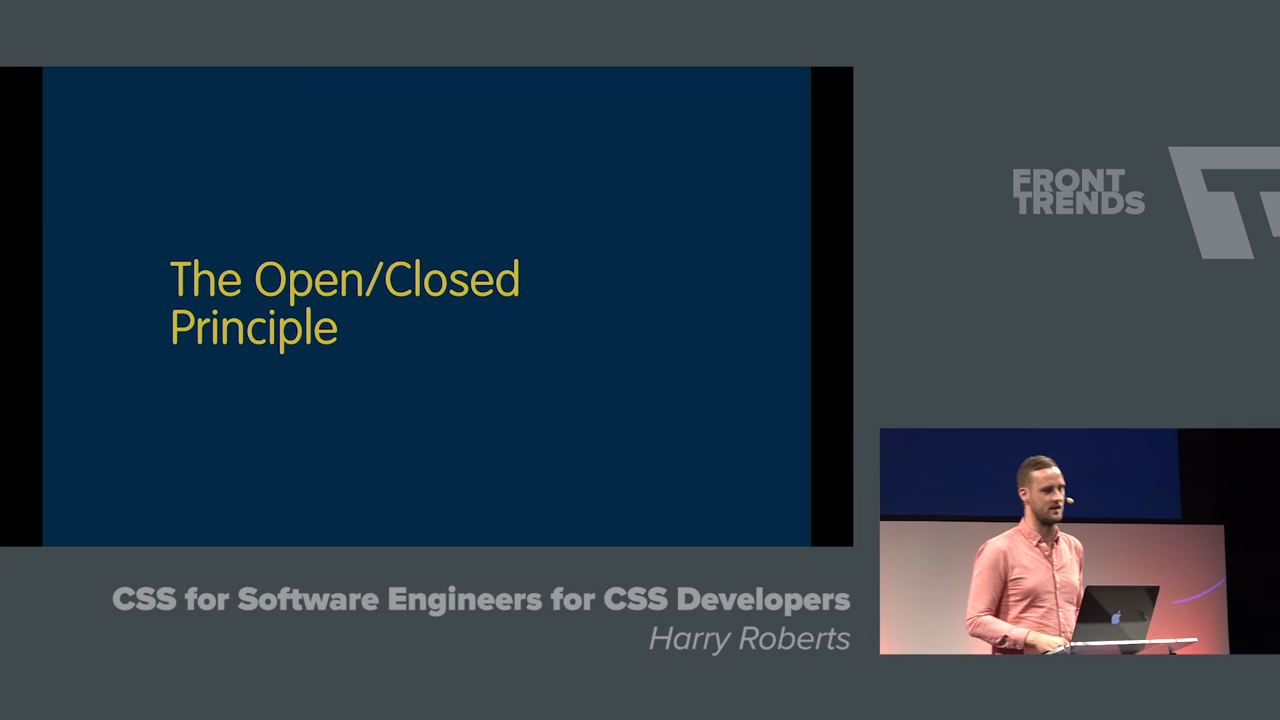 The Open/Closed
Principle
FRONT
TRENDS
CSS for Software Engineers for CSS Developers
Harry Roberts